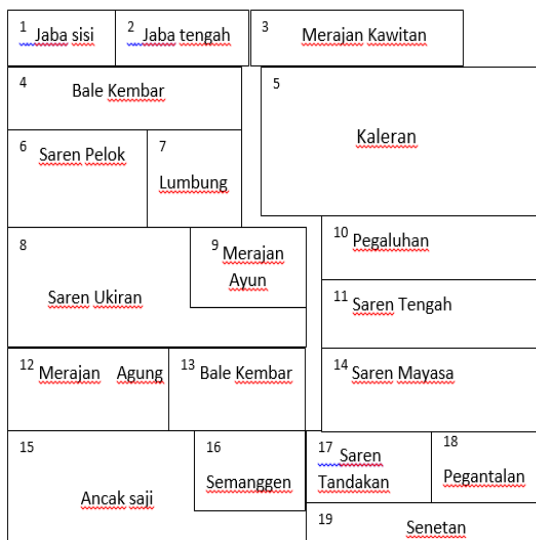 1 Jaba sisi
2 Jaba tengah
3 Merajan Kawitan
4 Bale Kembar
5 Kaleran
6 Saren Pelok
7 Lumbung
8 Saren Ukiran
9 Merajan
Ayun
10 Pegaluhan
11 Saren Tengah
12 Merajan Agung
13 Bale Kembar
14 Saren Mayasa
15 Ancak saji
16 Semanggen
17 Saren
Tandakan
18 Pegantalan
19 Senetan